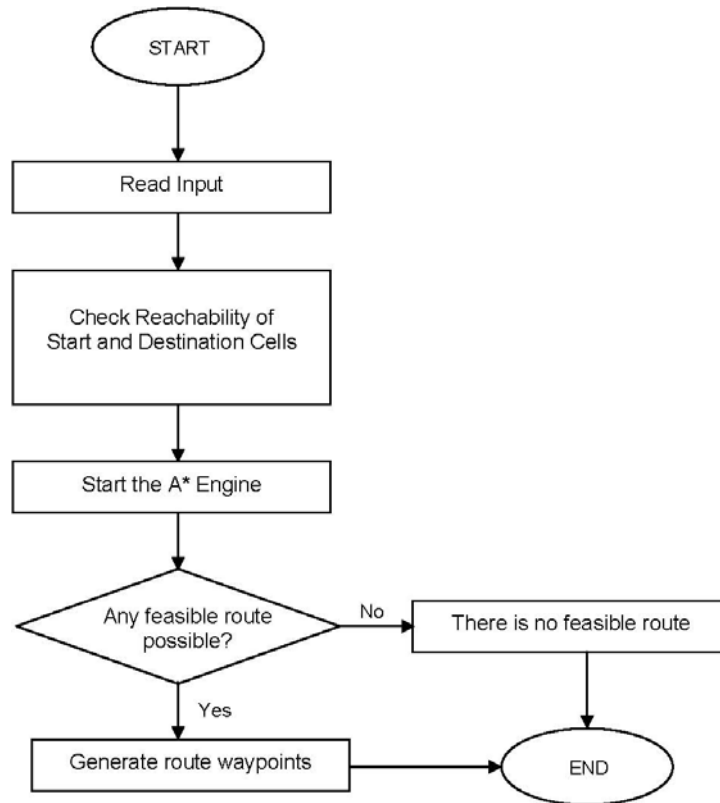 START
Read Input
Check Reachability of
Start and Destination Cells
Start the A* Engine
Any feasible route
possible?
No
There is no feasible route
Yes
Generate route waypoints
END